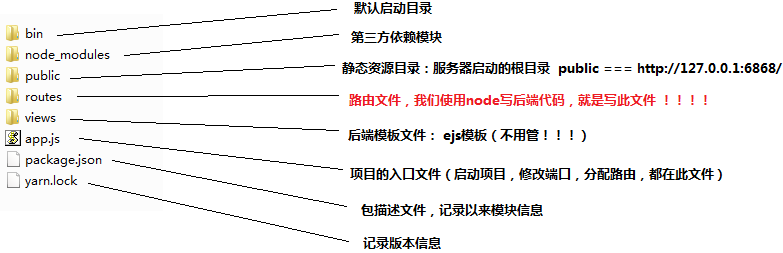 bin
默认启动目录
node_modules
第三方依赖模块
public
静态资源目录：服务器启动的根目录 public === http://127.0.0.1:6868/
routes
路由文件，我们使用node写后端代码，就是写此文件 ！！！！
views
后端模板文件： ejs模板（不用管！！！）
app.js
项目的入口文件（启动项目，修改端口，分配路由，都在此文件）
package.json
包描述文件，记录以来模块信息
yarn.lock
记录版本信息